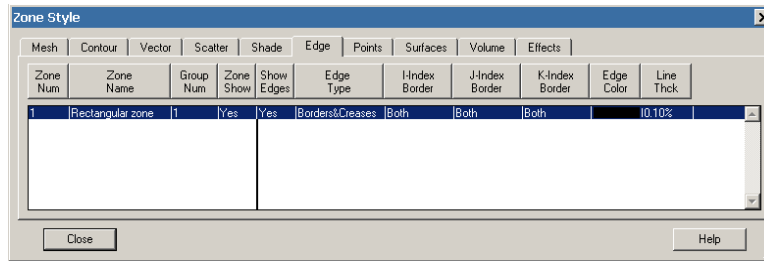 Zone Style
Mesh Contour Vector Scatter Shade Edge Points Surfaces Volume Effects
Zone Num Zone Name Group Num Zone Show Show Edges Edge Type I-Index Border J-Index Border K-Index Border Edge Color Line Thck
1 Rectangular zone 1 Yes Yes Borders&Creases Both Both Both 0.10%
Close Help